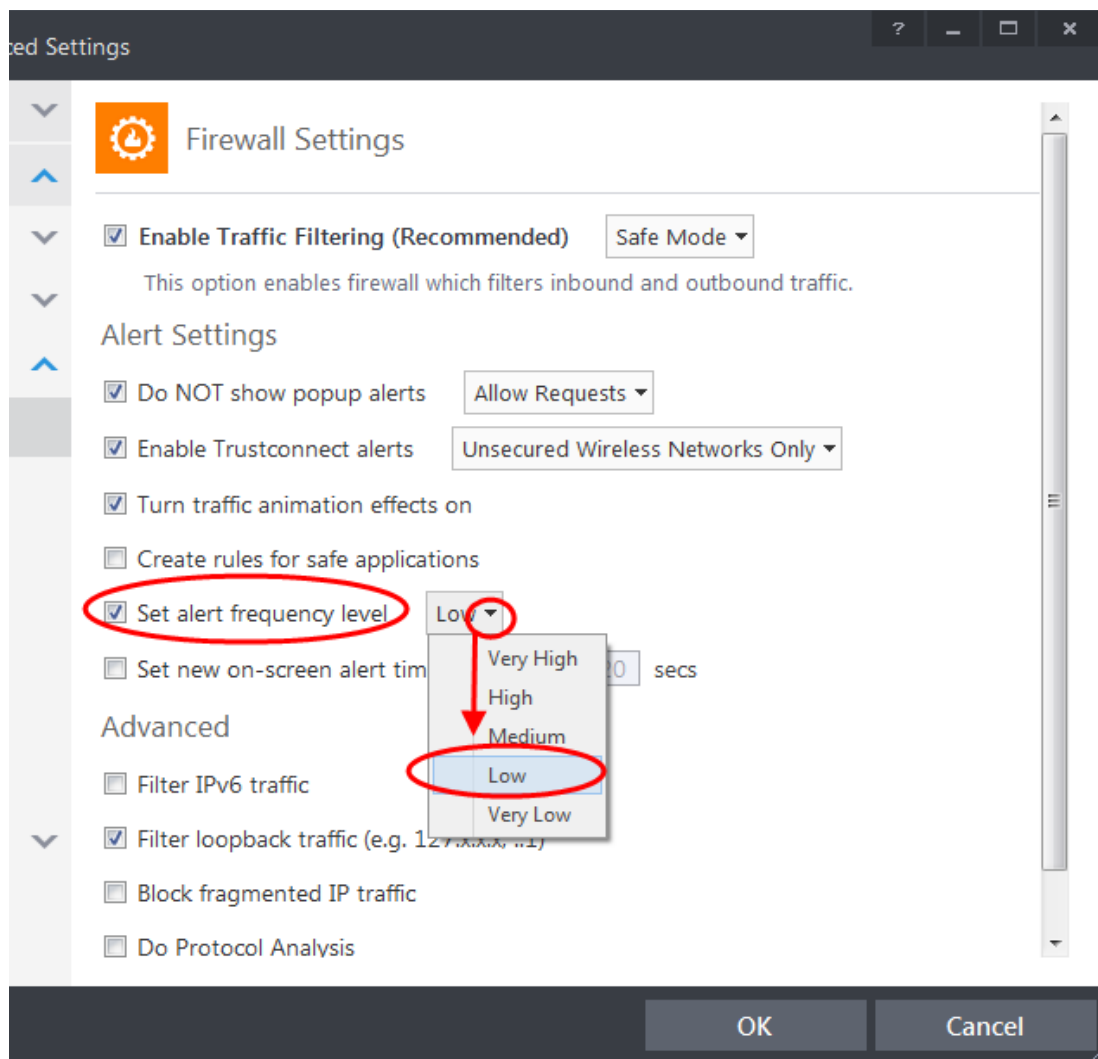 ced Settings
?
Firewall Settings
Enable Traffic Filtering (Recommended) Safe Mode
This option enables firewall which filters inbound and outbound traffic.
Alert Settings
Do NOT show popup alerts Allow Requests
Enable Trustconnect alerts Unsecured Wireless Networks Only
Turn traffic animation effects on
Create rules for safe applications
Set alert frequency level Low
Very High
Set new on-screen alert tim 20 secs
High
Advanced
Medium
Low
Filter IPv6 traffic
Very Low
Filter loopback traffic (e.g. 127.x.x.x, ::1)
Block fragmented IP traffic
Do Protocol Analysis
OK Cancel